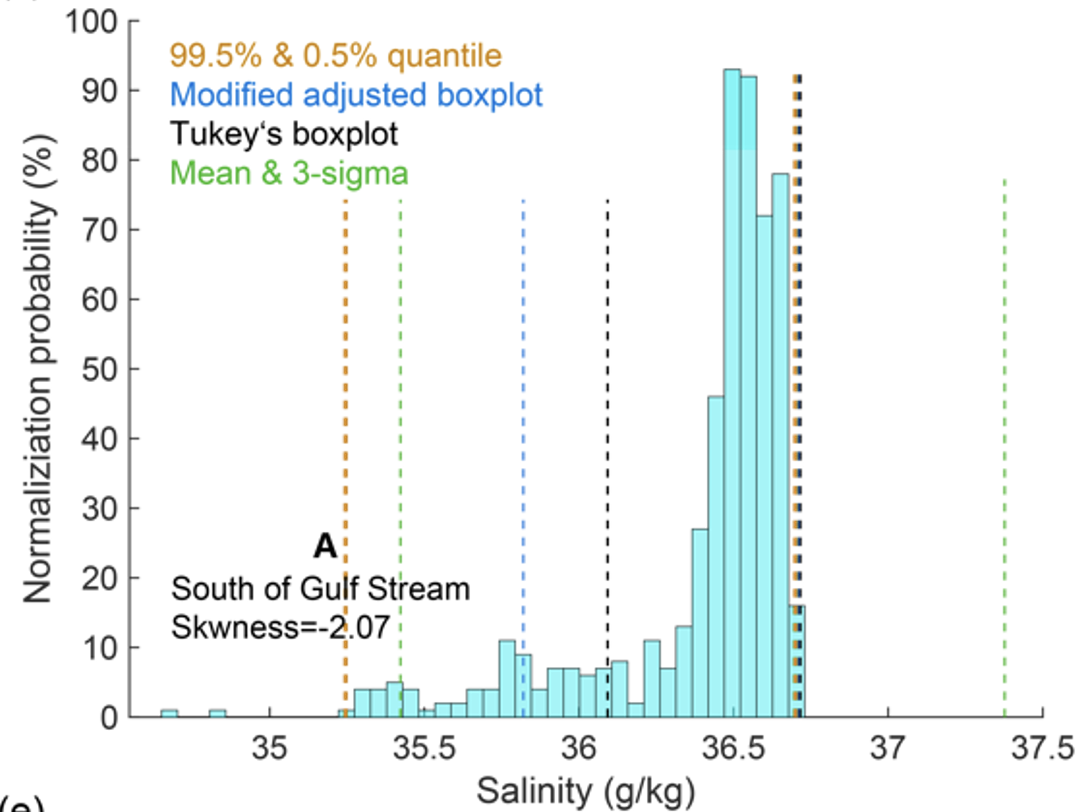 100
90
80
70
60
50
40
30
20
10
0
Normaliziation probability (%)
99.5% & 0.5% quantile
Modified adjusted boxplot
Tukey‘s boxplot
Mean & 3-sigma
A
South of Gulf Stream
Skwness=-2.07
35 35.5 36 36.5 37 37.5
Salinity (g/kg)
(e)